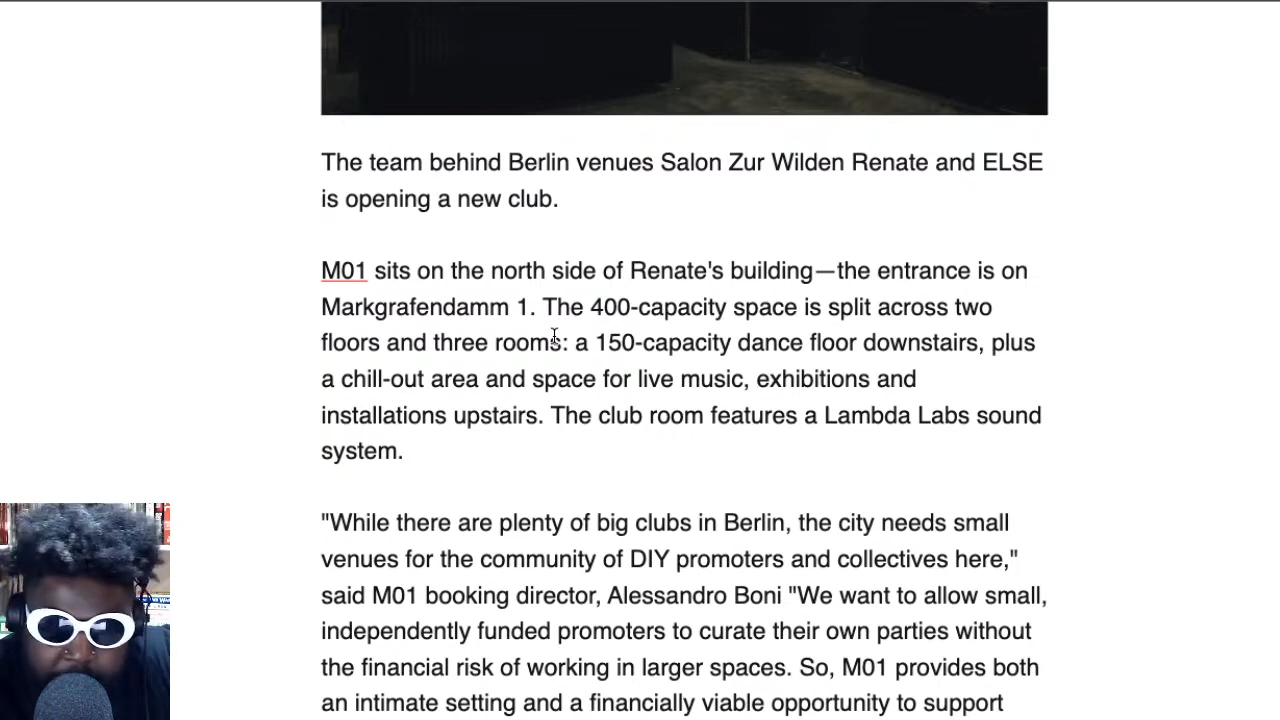 The team behind Berlin venues Salon Zur Wilden Renate and ELSE
is opening a new club.
M01 sits on the north side of Renate's building—the entrance is on
Markgrafendamm 1. The 400-capacity space is split across two
floors and three rooms: a 150-capacity dance floor downstairs, plus
a chill-out area and space for live music, exhibitions and
installations upstairs. The club room features a Lambda Labs sound
system.
"While there are plenty of big clubs in Berlin, the city needs small
venues for the community of DIY promoters and collectives here,"
said M01 booking director, Alessandro Boni "We want to allow small,
independently funded promoters to curate their own parties without
the financial risk of working in larger spaces. So, M01 provides both
an intimate setting and a financially viable opportunity to support